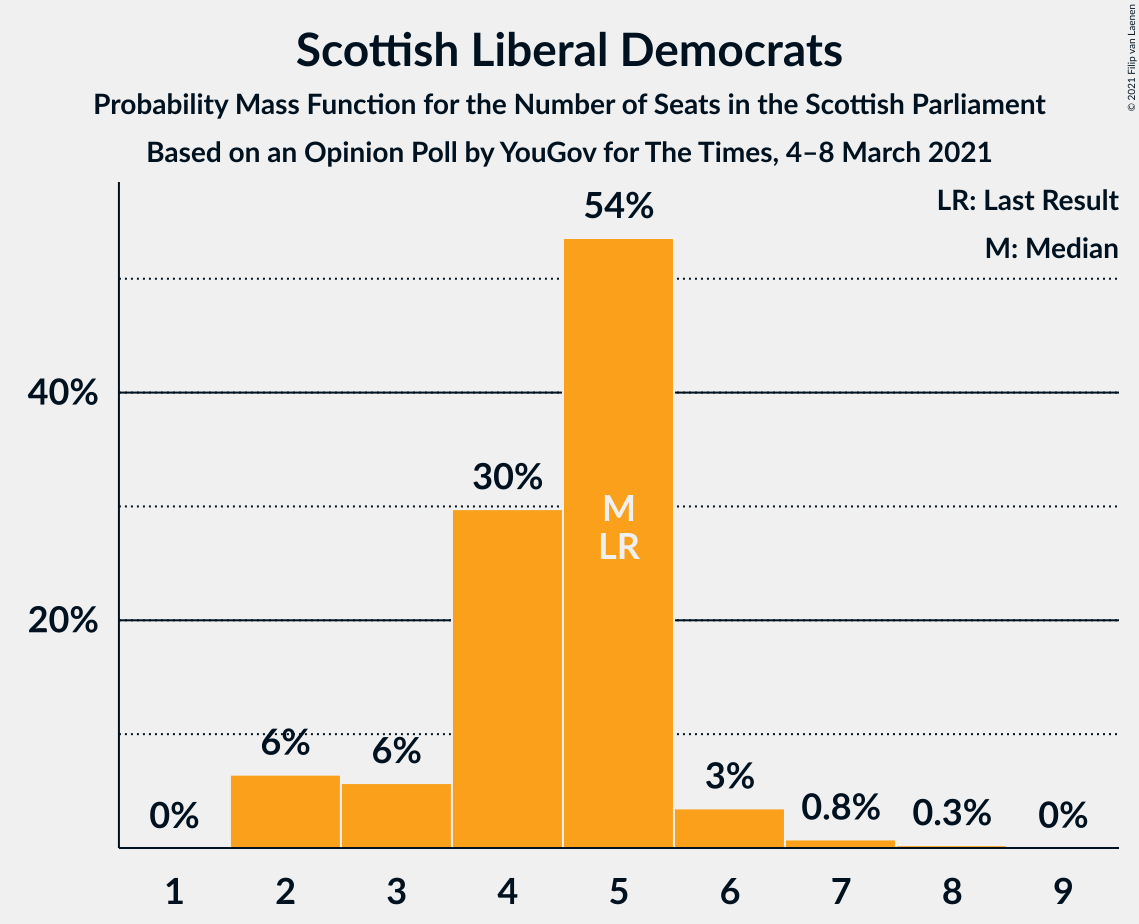 Scottish Liberal Democrats
Probability Mass Function for the Number of Seats in the Scottish Parliament
Based on an Opinion Poll by YouGov for The Times, 4–8 March 2021
© 2021 Filip van Laenen
LR: Last Result
M: Median
54%
40%
30%
M
LR
20%
6%
6%
3%
0.8%
0.3%
0%
0%
1 2 3 4 5 6 7 8 9